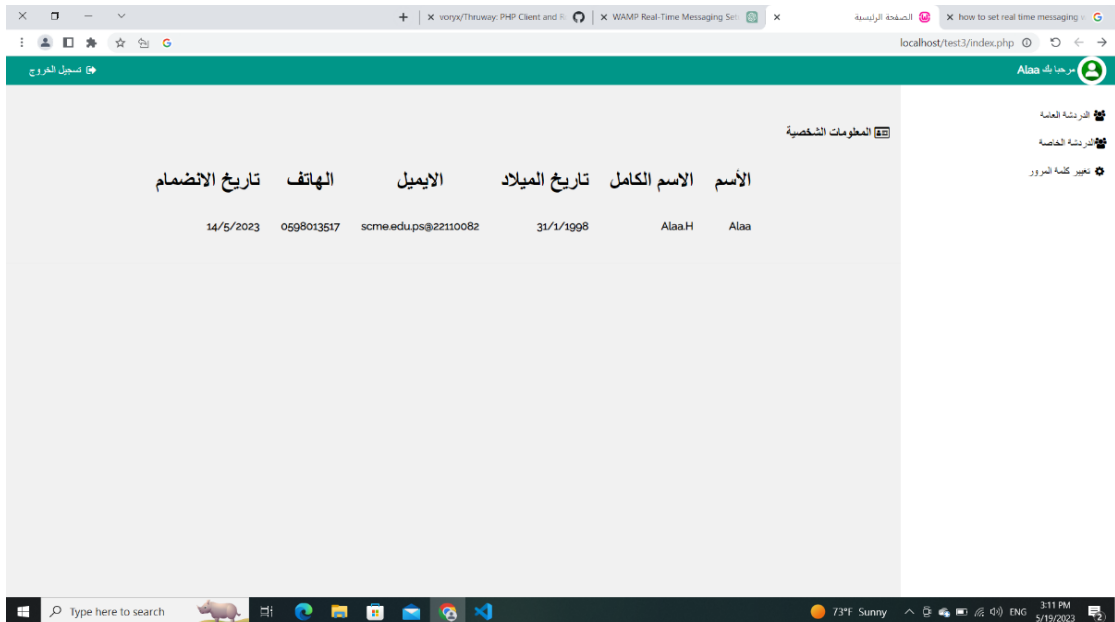 voryx/Thruway: PHP Client and R
WAMP Real-Time Messaging Set
الصفحة الرئيسية
how to set real time messaging
localhost/test3/index.php
تسجيل الخروج
مرحبا بك Alaa
الدردشة العامة
الدردشة الخاصة
تغيير كلمة المرور
المعلومات الشخصية
الأسم الاسم الكامل تاريخ الميلاد الايميل الهاتف تاريخ الانضمام
Alaa Alaa.H 31/1/1998 scme.edu.ps@22110082 0598013517 14/5/2023
Type here to search
73°F Sunny
ENG
3:11 PM
5/19/2023
2